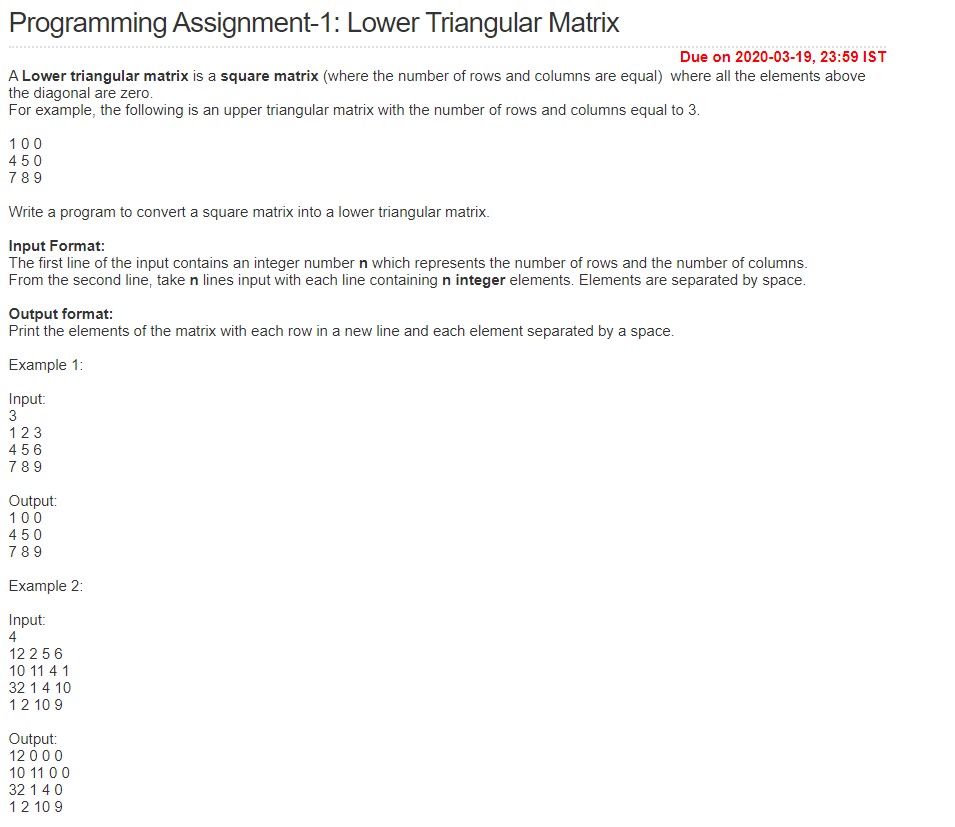 Programming Assignment-1: Lower Triangular Matrix
Due on 2020-03-19, 23:59 IST
A Lower triangular matrix is a square matrix (where the number of rows and columns are equal)  where all the elements above
the diagonal are zero.
For example, the following is an upper triangular matrix with the number of rows and columns equal to 3.
1 0 0
4 5 0
7 8 9
Write a program to convert a square matrix into a lower triangular matrix.
Input Format:
The first line of the input contains an integer number n which represents the number of rows and the number of columns.
From the second line, take n lines input with each line containing n integer elements. Elements are separated by space.
Output format:
Print the elements of the matrix with each row in a new line and each element separated by a space.
Example 1:
Input:
3
1 2 3
4 5 6
7 8 9
Output:
1 0 0
4 5 0
7 8 9
Example 2:
Input:
4
12 2 5 6
10 11 4 1
32 1 4 10
1 2 10 9
Output:
12 0 0 0
10 11 0 0
32 1 4 0
1 2 10 9